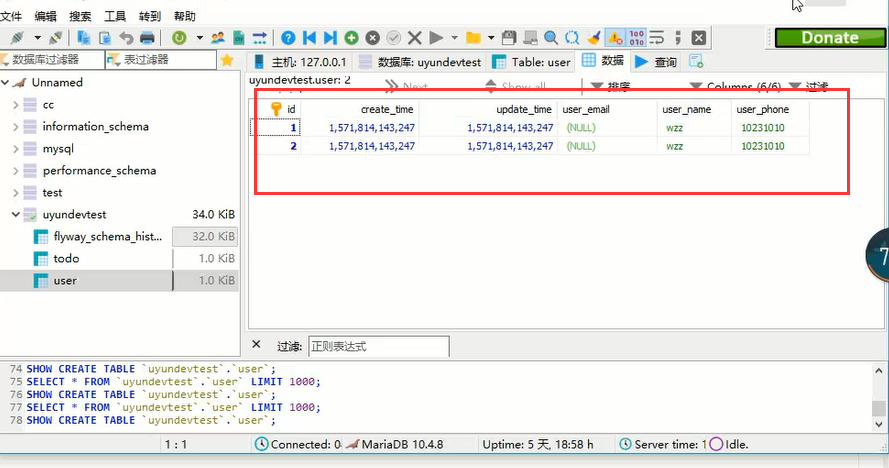 文件 编辑 搜索 工具 转到 帮助
Donate
数据库过滤器 表过滤器 主机: 127.0.0.1 数据库: uyundevtest Table: user 数据 查询
uyundevtest.user: 2 Next Show all 排序 Columns (6/6) 过滤
Unnamed
cc
information_schema
mysql
performance_schema
test
uyundevtest 34.0 KiB
flyway_schema_hist... 32.0 KiB
todo 1.0 KiB
user 1.0 KiB
id create_time update_time user_email user_name user_phone
1 1,571,814,143,247 1,571,814,143,247 (NULL) wzz 10231010
2 1,571,814,143,247 1,571,814,143,247 (NULL) wzz 10231010
7
过滤: 正则表达式
74 SHOW CREATE TABLE `uyundevtest`.`user`;
75 SELECT * FROM `uyundevtest`.`user` LIMIT 1000;
76 SHOW CREATE TABLE `uyundevtest`.`user`;
77 SELECT * FROM `uyundevtest`.`user` LIMIT 1000;
78 SHOW CREATE TABLE `uyundevtest`.`user`;
1 : 1 Connected: 0 MariaDB 10.4.8 Uptime: 5 天, 18:58 h Server time: 1 Idle.